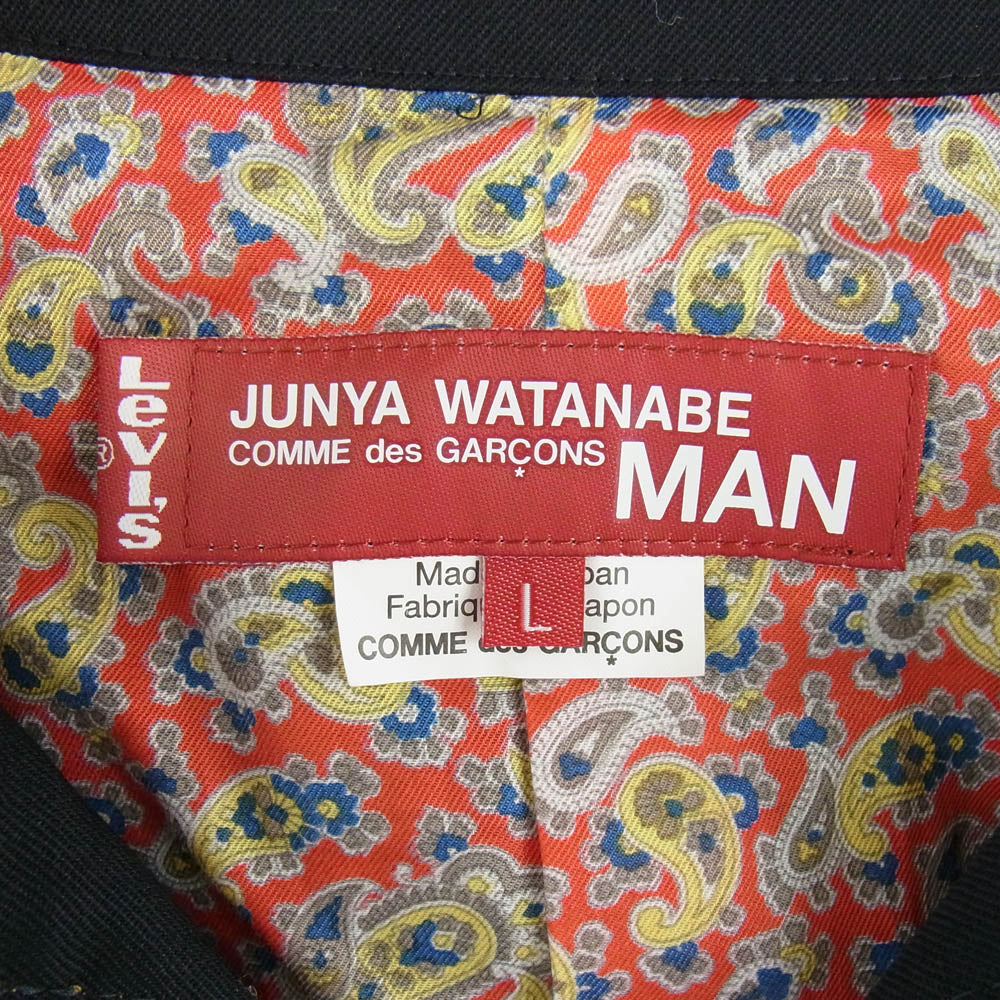 Levi's
®
JUNYA WATANABE
COMME des GARÇONS
MAN
L
COMME des GARÇONS